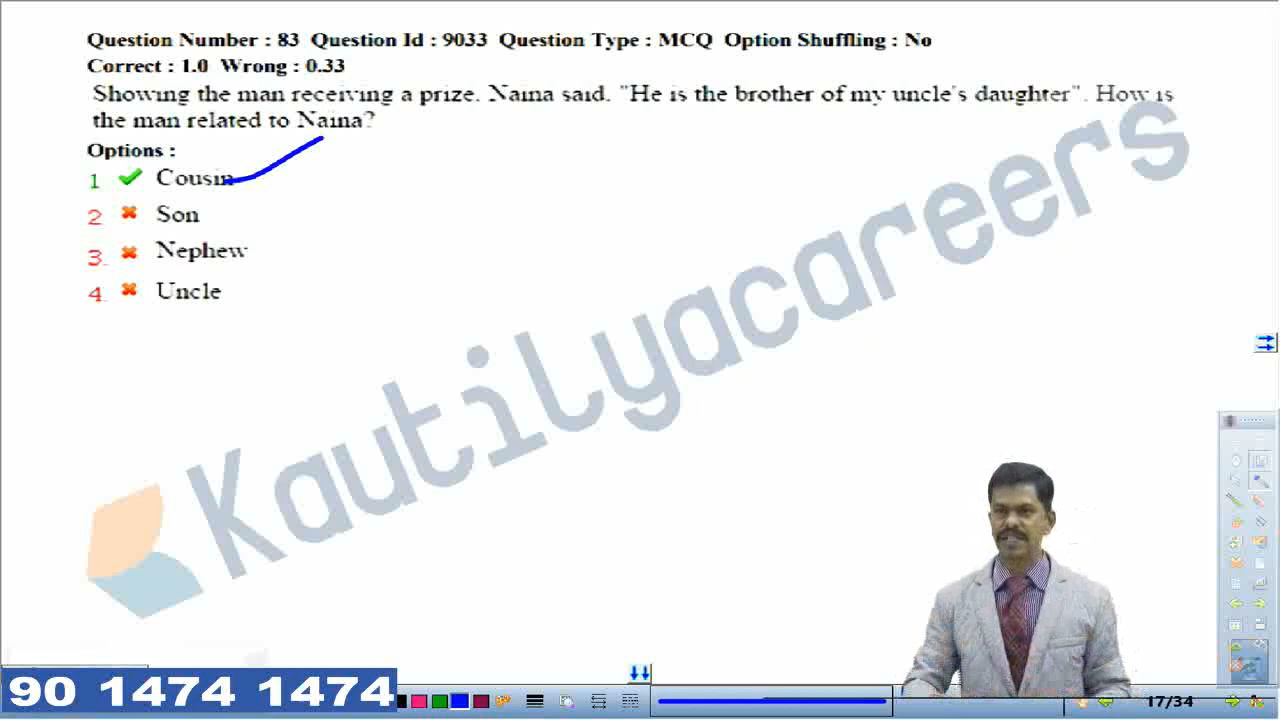 Question Number : 83 Question Id : 9033 Question Type : MCQ Option Shuffling : No
Correct : 1.0 Wrong : 0.33
Showing the man receiving a prize. Naina said. "He is the brother of my uncle's daughter". How is
the man related to Naina?
Options :
1 Cousin
2 Son
3. Nephew
4. Uncle
Kautilyacareers
90 1474 1474
17/34